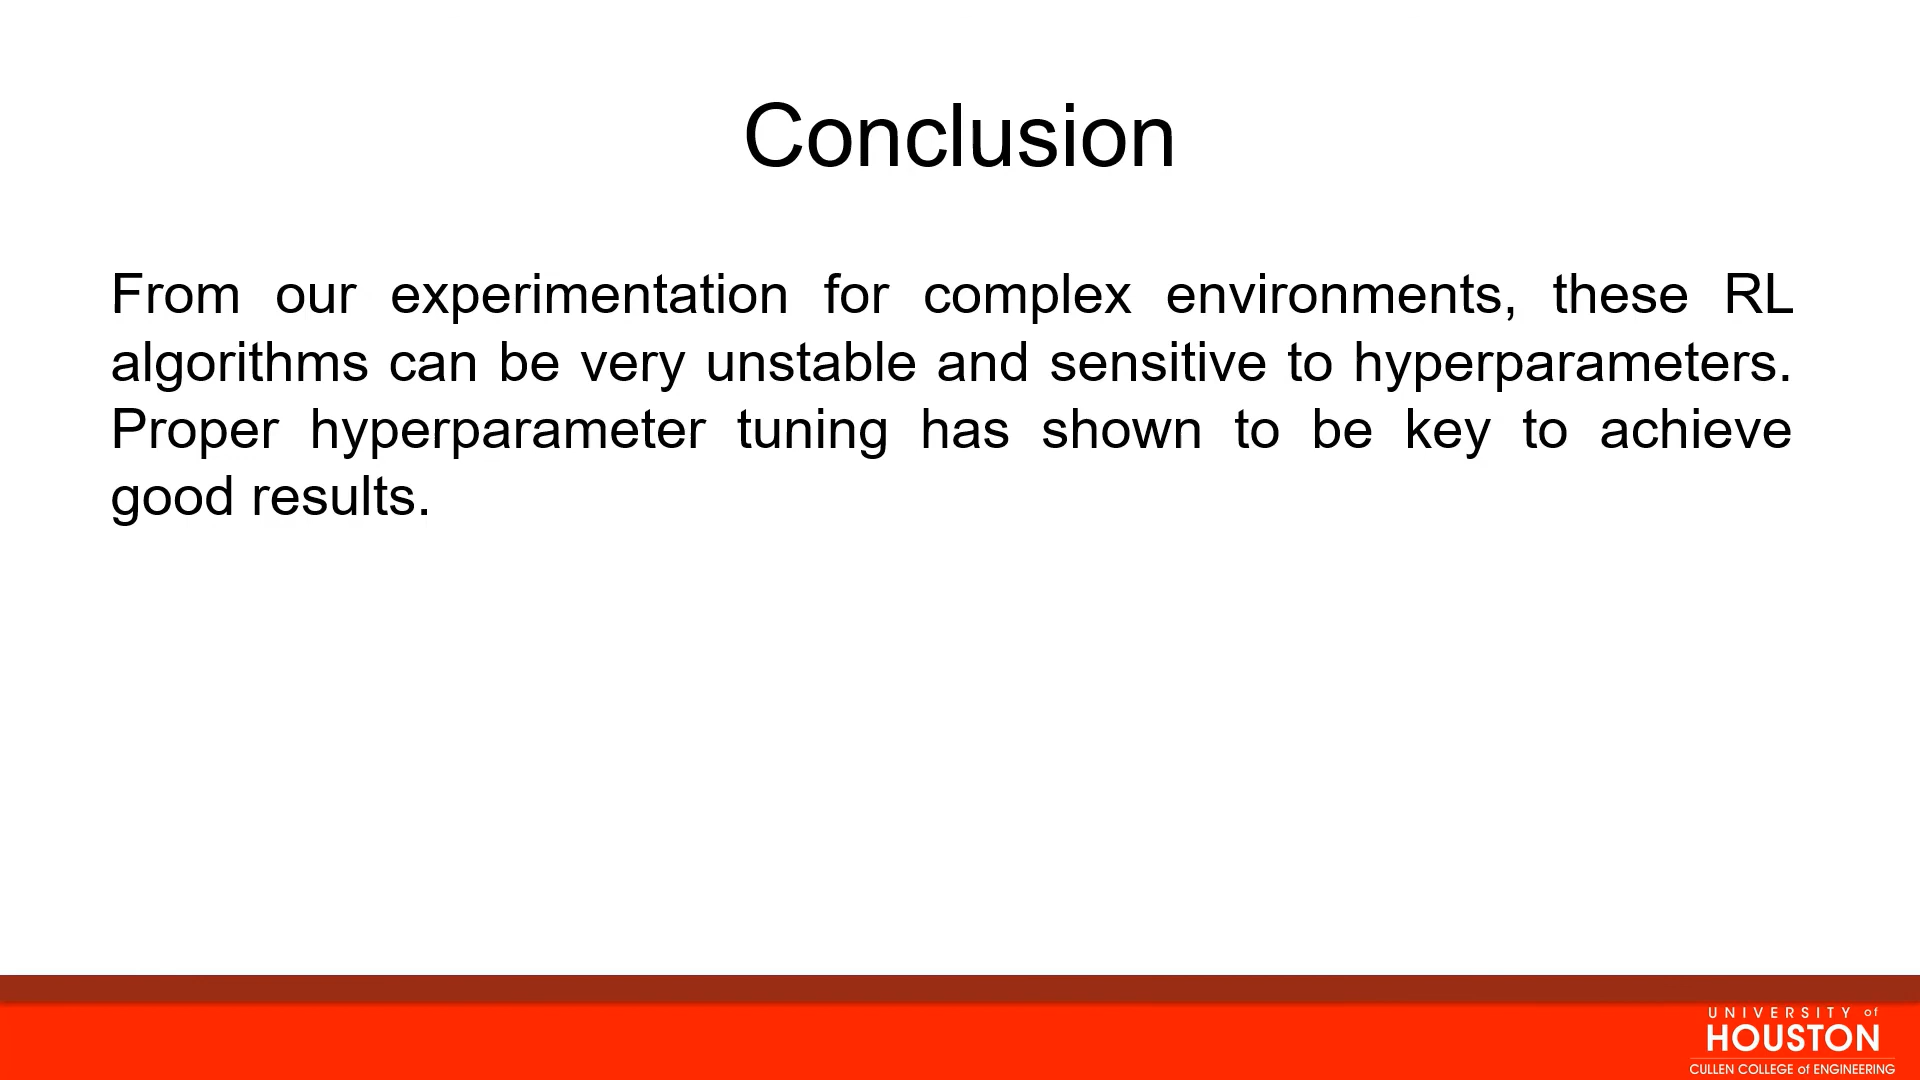 Conclusion
From our experimentation for complex environments, these RL
algorithms can be very unstable and sensitive to hyperparameters.
Proper hyperparameter tuning has shown to be key to achieve
good results.
UNIVERSITY of
HOUSTON
CULLEN COLLEGE of ENGINEERING